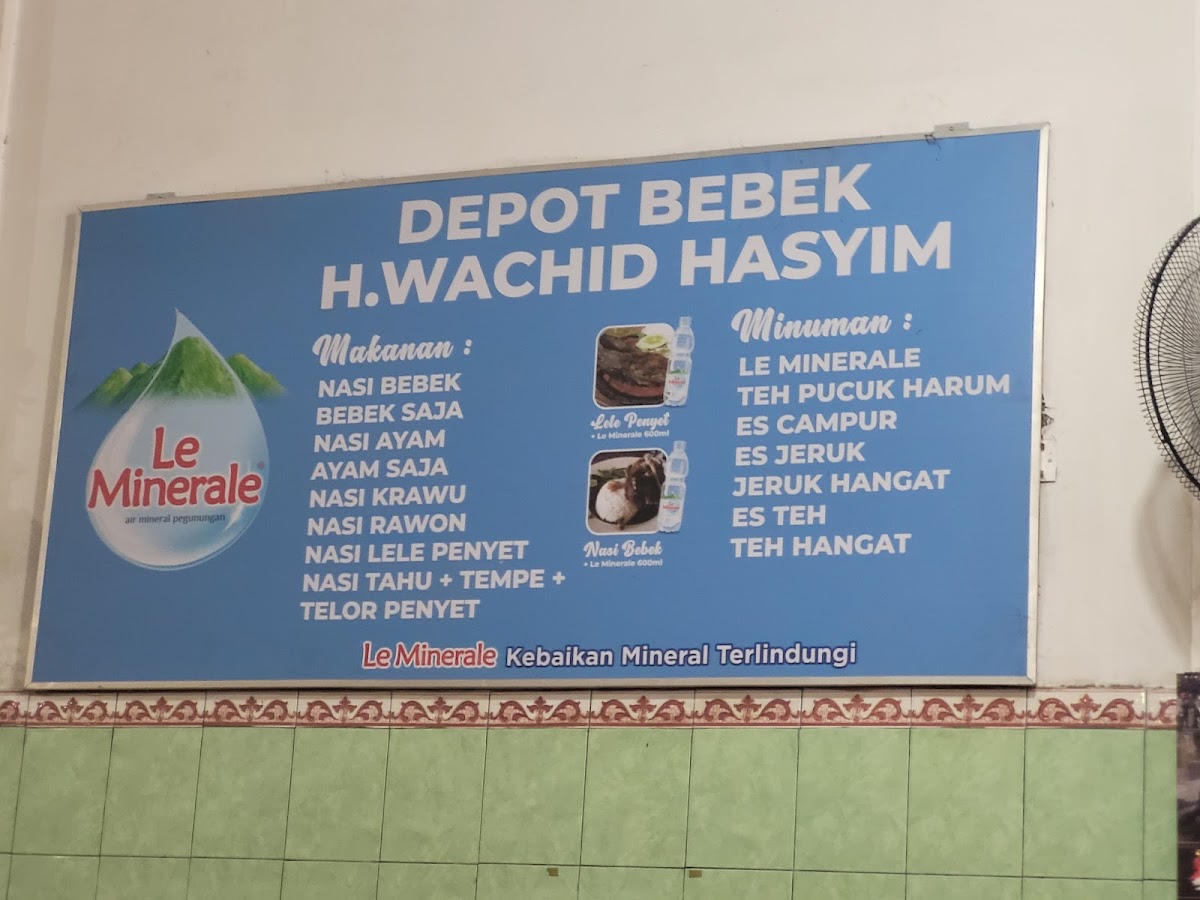 DEPOT BEBEK
H.WACHID HASYIM
Le
Minerale
air mineral pegunungan
Makanan :
NASI BEBEK
BEBEK SAJA
NASI AYAM
AYAM SAJA
NASI KRAWU
NASI RAWON
NASI LELE PENYET
NASI TAHU + TEMPE +
TELOR PENYET
Lele Penyet
+ Le Minerale 600ml
Nasi Bebek
+ Le Minerale 600ml
Minuman :
LE MINERALE
TEH PUCUK HARUM
ES CAMPUR
ES JERUK
JERUK HANGAT
ES TEH
TEH HANGAT
Le Minerale Kebaikan Mineral Terlindungi